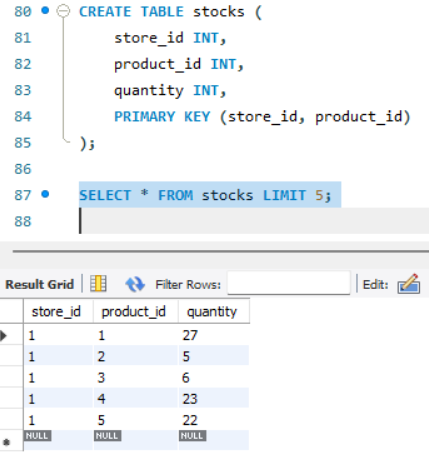 80 CREATE TABLE stocks (
81 store_id INT,
82 product_id INT,
83 quantity INT,
84 PRIMARY KEY (store_id, product_id)
85 );
86
87 SELECT * FROM stocks LIMIT 5;
88
Result Grid Filter Rows: Edit:
store_id product_id quantity
1 1 27
1 2 5
1 3 6
1 4 23
1 5 22
NULL NULL NULL